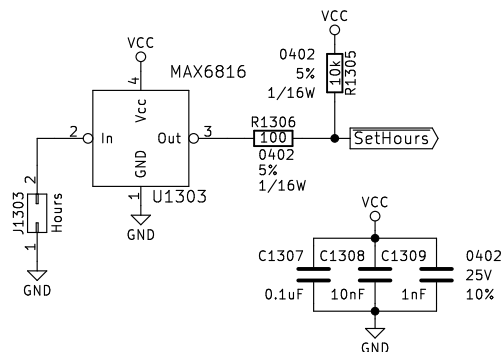 VCC
VCC
0402
5%
1/16W
10k
R1305
MAX6816
4
Vcc
2
In
Out
3
R1306
100
0402
5%
1/16W
SetHours
GND
1
U1303
GND
2
J1303
Hours
1
GND
VCC
C1307
C1308
C1309
0402
25V
10%
0.1uF
10nF
1nF
GND